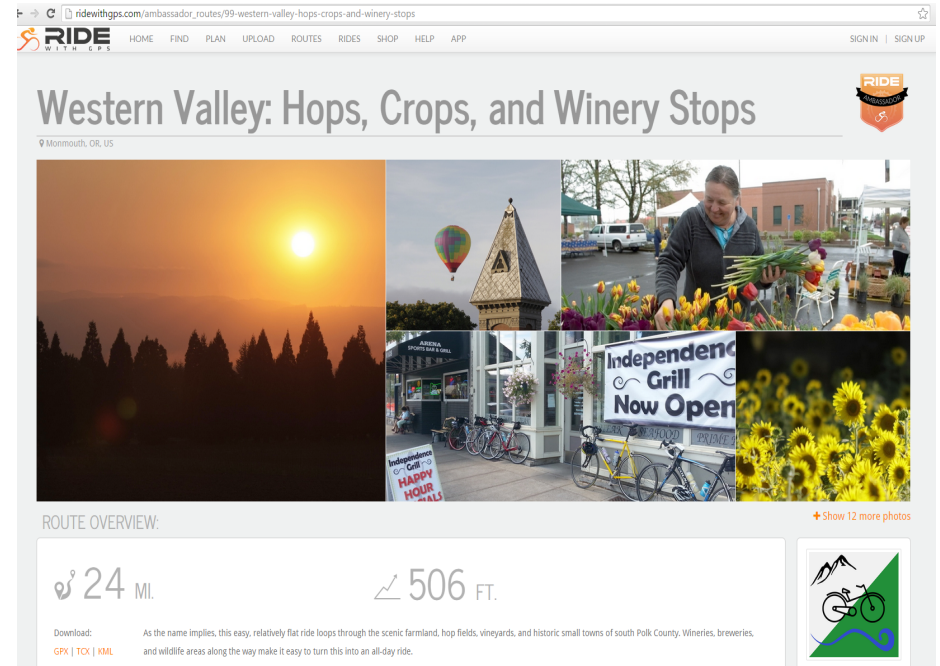 ridewithgps.com/ambassador_routes/99-western-valley-hops-crops-and-winery-stops
RIDE
WITH GPS
HOME FIND PLAN UPLOAD ROUTES RIDES SHOP HELP APP
SIGN IN | SIGN UP
Western Valley: Hops, Crops, and Winery Stops
RIDE
AMBASSADOR
Monmouth, OR, US
ARENA
SPORTS BAR & GRILL
Independenc
Grill
Now Open
SEAFOOD PRIME
Independence
Grill
HAPPY
HOUR
IALS
ROUTE OVERVIEW:
+ Show 12 more photos
24 MI.
506 FT.
Download:
GPX | TCX | KML
As the name implies, this easy, relatively flat ride loops through the scenic farmland, hop fields, vineyards, and historic small towns of south Polk County. Wineries, breweries,
and wildlife areas along the way make it easy to turn this into an all-day ride.